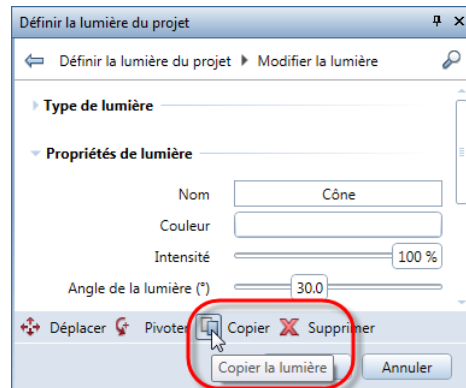 Définir la lumière du projet
Définir la lumière du projet ▶ Modifier la lumière
Type de lumière
Propriétés de lumière
Nom Cône
Couleur
Intensité 100 %
Angle de la lumière (°) 30.0
Déplacer Pivoter Copier Supprimer
Copier la lumière Annuler